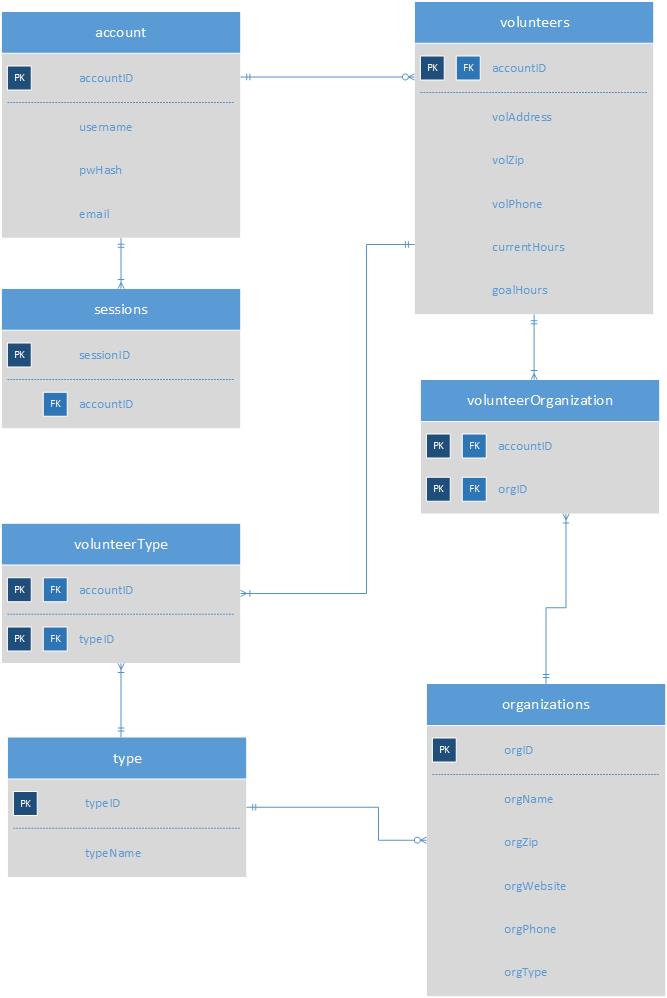 account
PK accountID
username
pwHash
email
volunteers
PK FK accountID
volAddress
volZip
volPhone
currentHours
goalHours
sessions
PK sessionID
FK accountID
volunteerOrganization
PK FK accountID
PK FK orgID
volunteerType
PK FK accountID
PK FK typeID
organizations
PK orgID
orgName
orgZip
orgWebsite
orgPhone
orgType
type
PK typeID
typeName